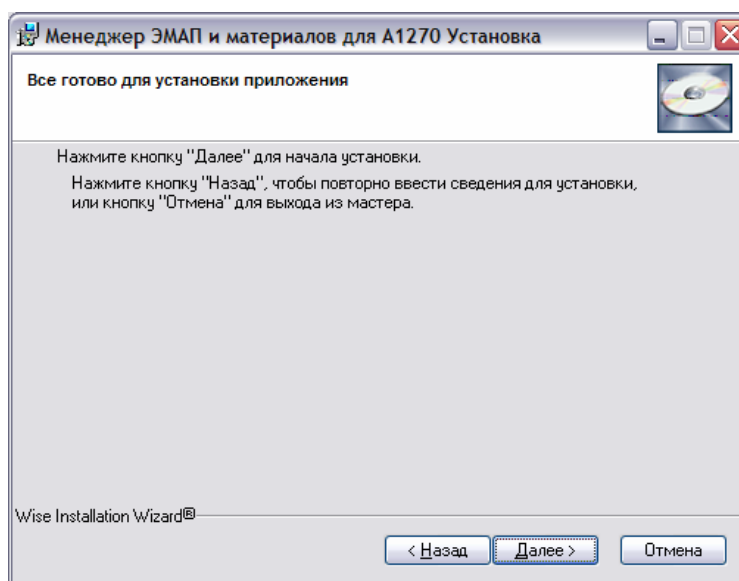 Менеджер ЭМАП и материалов для А1270 Установка
Все готово для установки приложения
Нажмите кнопку "Далее" для начала установки.
Нажмите кнопку "Назад", чтобы повторно ввести сведения для установки,
или кнопку "Отмена" для выхода из мастера.
Wise Installation Wizard®
< Назад
Далее >
Отмена